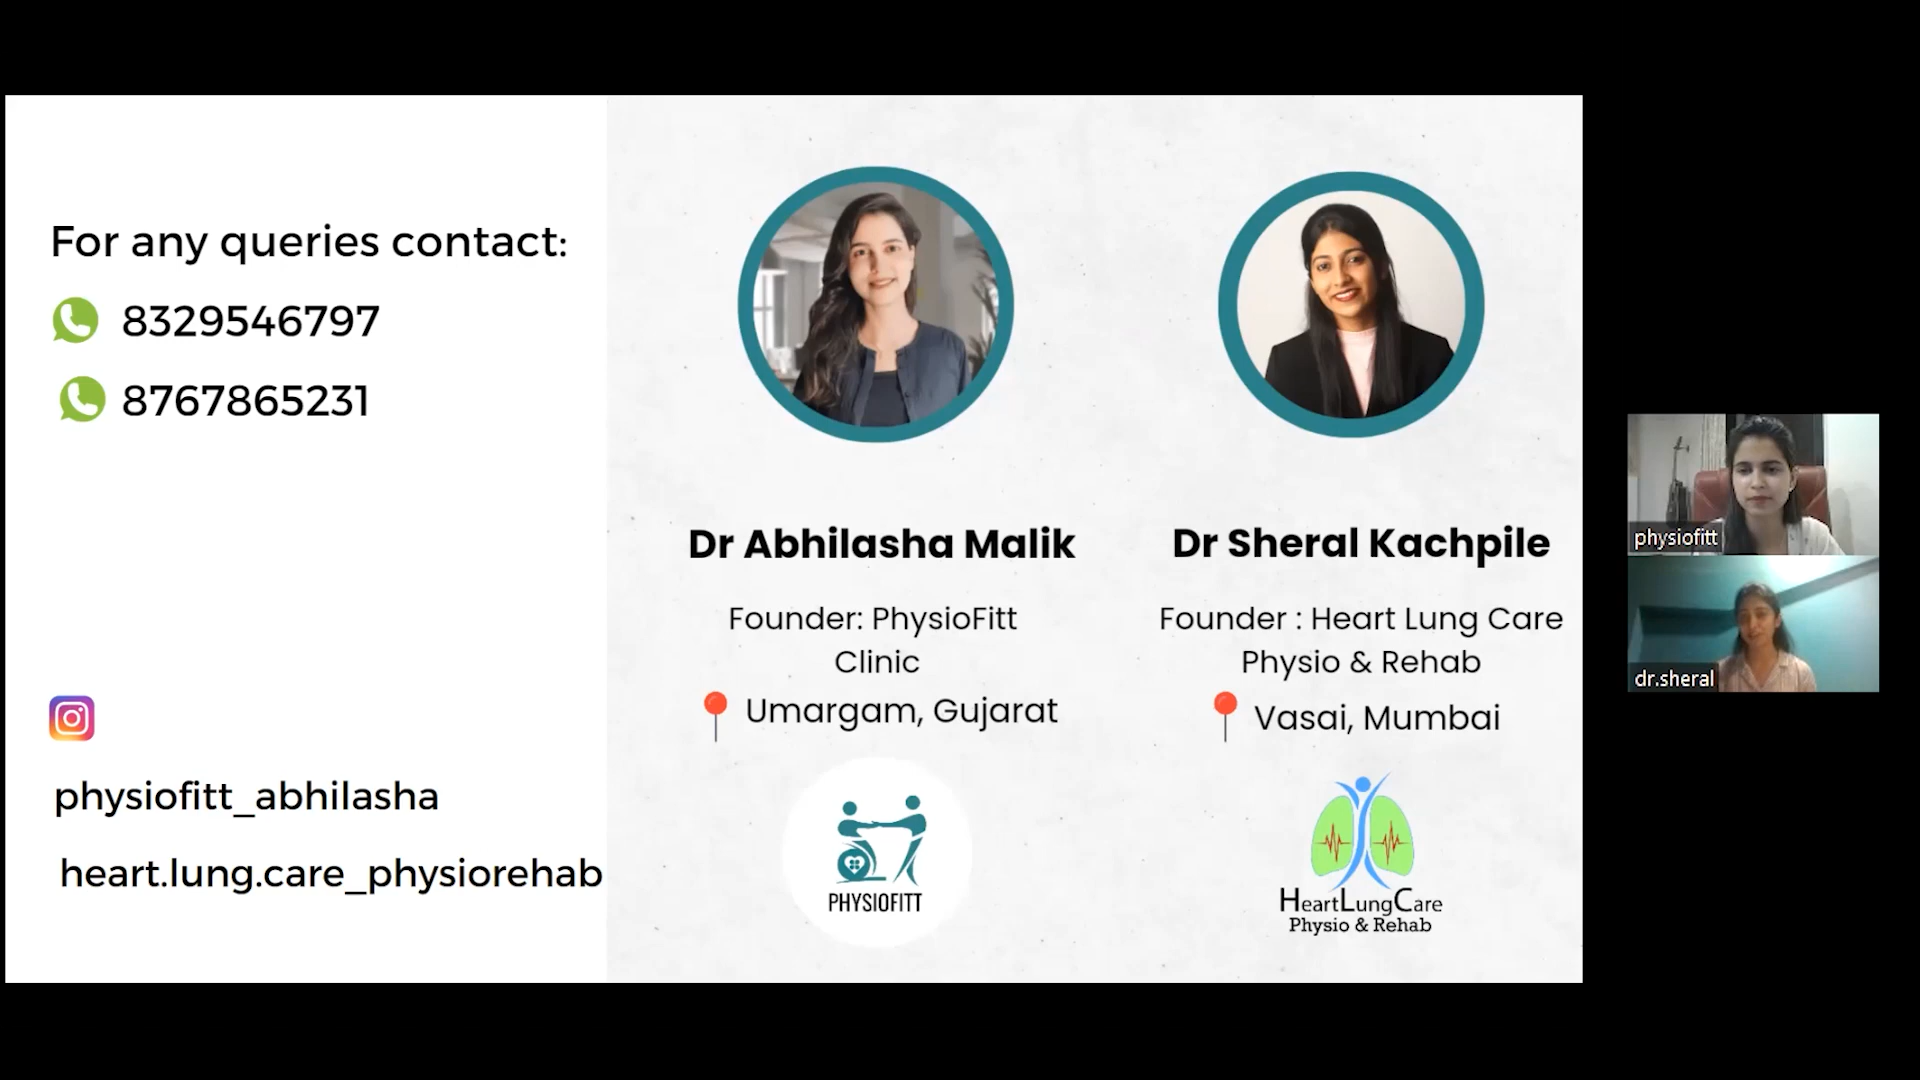 For any queries contact:
8329546797
8767865231
physiofitt_abhilasha
heart.lung.care_physiorehab
Dr Abhilasha Malik
Founder: PhysioFitt
Clinic
Umargam, Gujarat
PHYSIOFITT
Dr Sheral Kachpile
Founder : Heart Lung Care
Physio & Rehab
Vasai, Mumbai
HeartLungCare
Physio & Rehab
physiofitt
dr.sheral